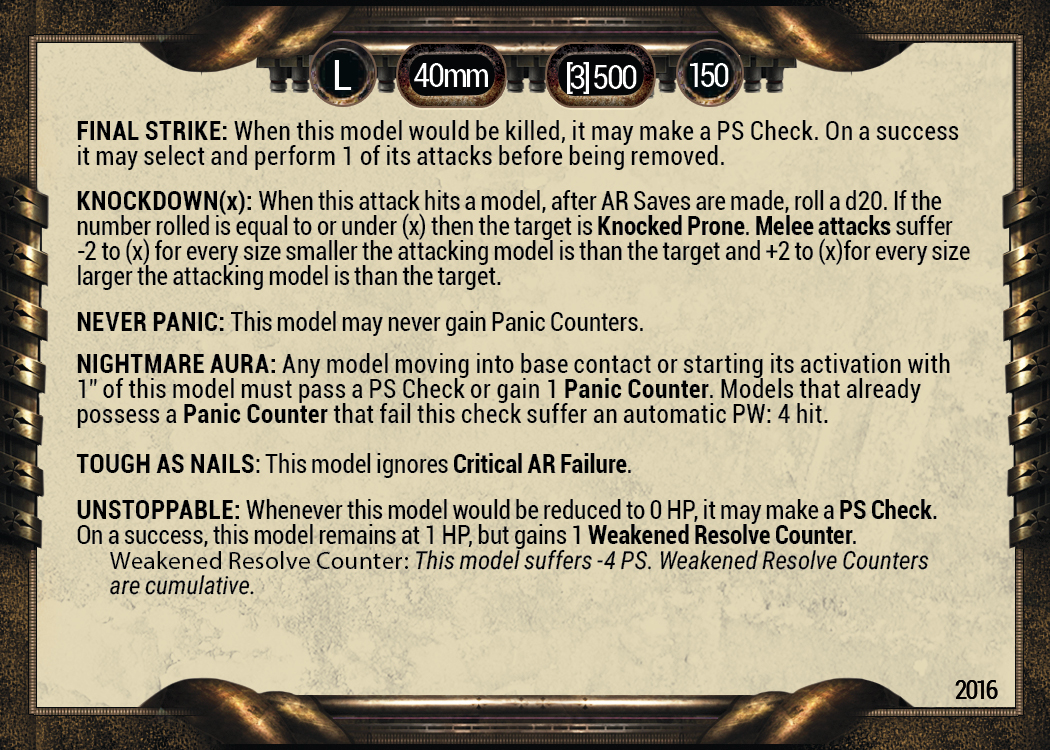 L 40mm [3]500 150
FINAL STRIKE: When this model would be killed, it may make a PS Check. On a success
it may select and perform 1 of its attacks before being removed.
KNOCKDOWN(x): When this attack hits a model, after AR Saves are made, roll a d20. If the
number rolled is equal to or under (x) then the target is Knocked Prone. Melee attacks suffer
-2 to (x) for every size smaller the attacking model is than the target and +2 to (x)for every size
larger the attacking model is than the target.
NEVER PANIC: This model may never gain Panic Counters.
NIGHTMARE AURA: Any model moving into base contact or starting its activation with
1" of this model must pass a PS Check or gain 1 Panic Counter. Models that already
possess a Panic Counter that fail this check suffer an automatic PW: 4 hit.
TOUGH AS NAILS: This model ignores Critical AR Failure.
UNSTOPPABLE: Whenever this model would be reduced to 0 HP, it may make a PS Check.
On a success, this model remains at 1 HP, but gains 1 Weakened Resolve Counter.
Weakened Resolve Counter: This model suffers -4 PS. Weakened Resolve Counters
are cumulative.
2016